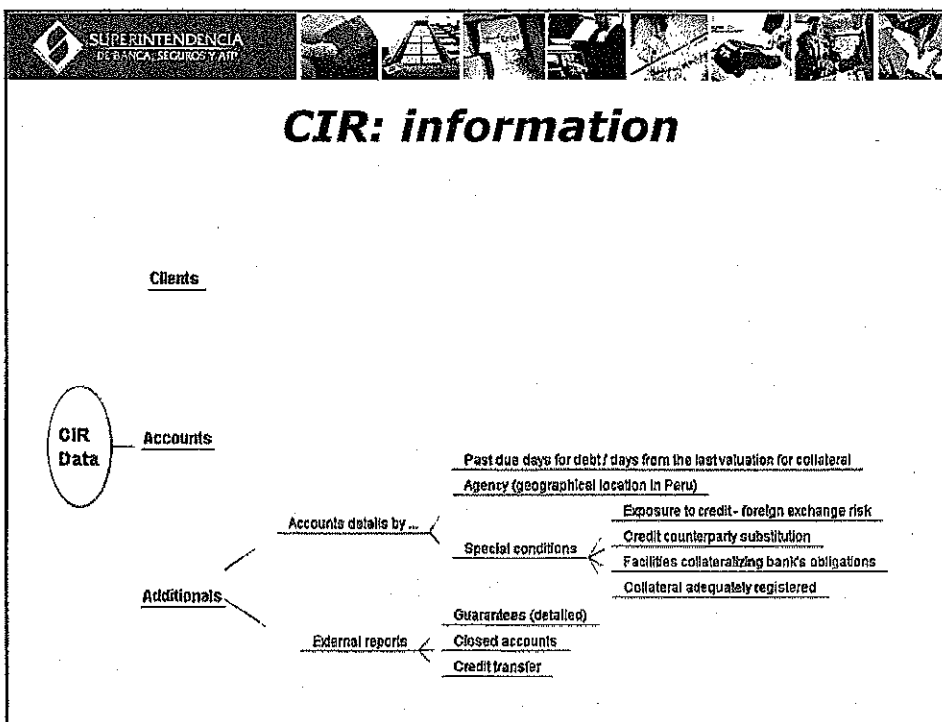 SUPERINTENDENCIA
DE BANCA, SEGUROS Y AFP
CIR: information
Clients
CIR
Data
Accounts
Past due days for debt / days from the last valuation for collateral
Agency (geographical location in Peru)
Accounts details by ...
Exposure to credit - foreign exchange risk
Special conditions
Credit counterparty substitution
Facilities collateralizing bank's obligations
Collateral adequately registered
Additionals
Guarantees (detailed)
External reports
Closed accounts
Credit transfer